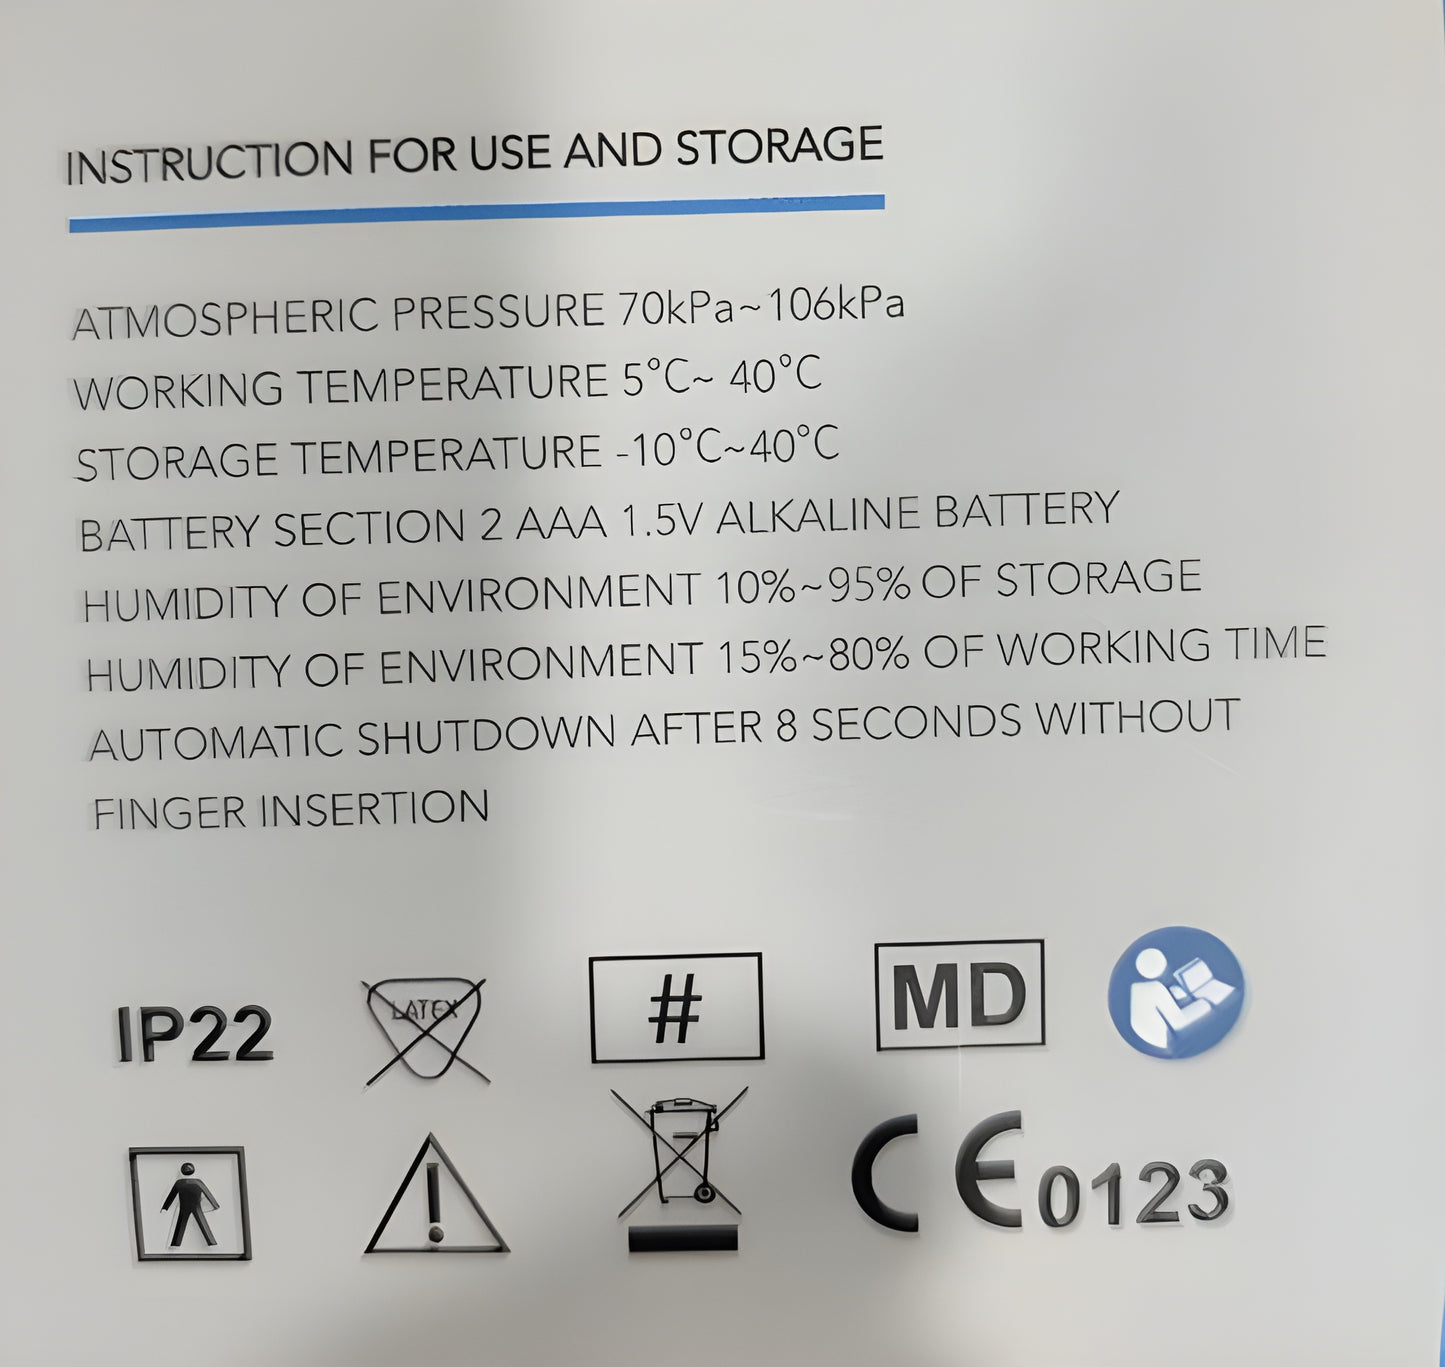 INSTRUCTION FOR USE AND STORAGE
ATMOSPHERIC PRESSURE 70kPa~106kPa
WORKING TEMPERATURE 5°C~ 40°C
STORAGE TEMPERATURE -10°C~40°C
BATTERY SECTION 2 AAA 1.5V ALKALINE BATTERY
HUMIDITY OF ENVIRONMENT 10%~95% OF STORAGE
HUMIDITY OF ENVIRONMENT 15%~80% OF WORKING TIME
AUTOMATIC SHUTDOWN AFTER 8 SECONDS WITHOUT
FINGER INSERTION
IP22 LATEX # MD
! CE 0123